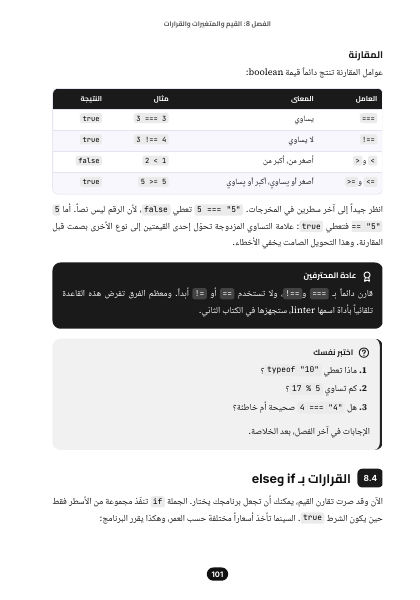 الفصل 8: القيم والمتغيرات والقرارات
المقارنة
عوامل المقارنة تنتج دائماً قيمة boolean:
العامل المعنى مثال النتيجة
=== يساوي 3 === 3 true
!== لا يساوي 4 !== 3 true
< و > أصغر من، أكبر من 2 < 1 false
<= و >= أصغر أو يساوي، أكبر أو يساوي 5 >= 5 true
انظر جيداً إلى آخر سطرين في المخرجات. "5" === 5 تعطي false، لأن الرقم ليس نصاً. أما 5
== "5" فتعطي true: علامة التساوي المزدوجة تحوّل إحدى القيمتين إلى نوع الأخرى بصمت قبل
المقارنة. وهذا التحويل الصامت يخفي الأخطاء.
عادة المحترفين
قارن دائماً بـ === و !==، ولا تستخدم == أو != أبداً. ومعظم الفرق تفرض هذه القاعدة
تلقائياً بأداة اسمها linter، ستجهزها في الكتاب الثاني.
اختبر نفسك
1. ماذا تعطي typeof "10"؟
2. كم تساوي 17 % 5؟
3. هل 4 === "4" صحيحة أم خاطئة؟
الإجابات في آخر الفصل، بعد الخلاصة.
8.4 القرارات بـ if وelse
الآن وقد صرت تقارن القيم، يمكنك أن تجعل برنامجك يختار. الجملة if تنفّذ مجموعة من الأسطر فقط
حين يكون الشرط true. السينما تأخذ أسعاراً مختلفة حسب العمر، وهكذا يقرر البرنامج:
101